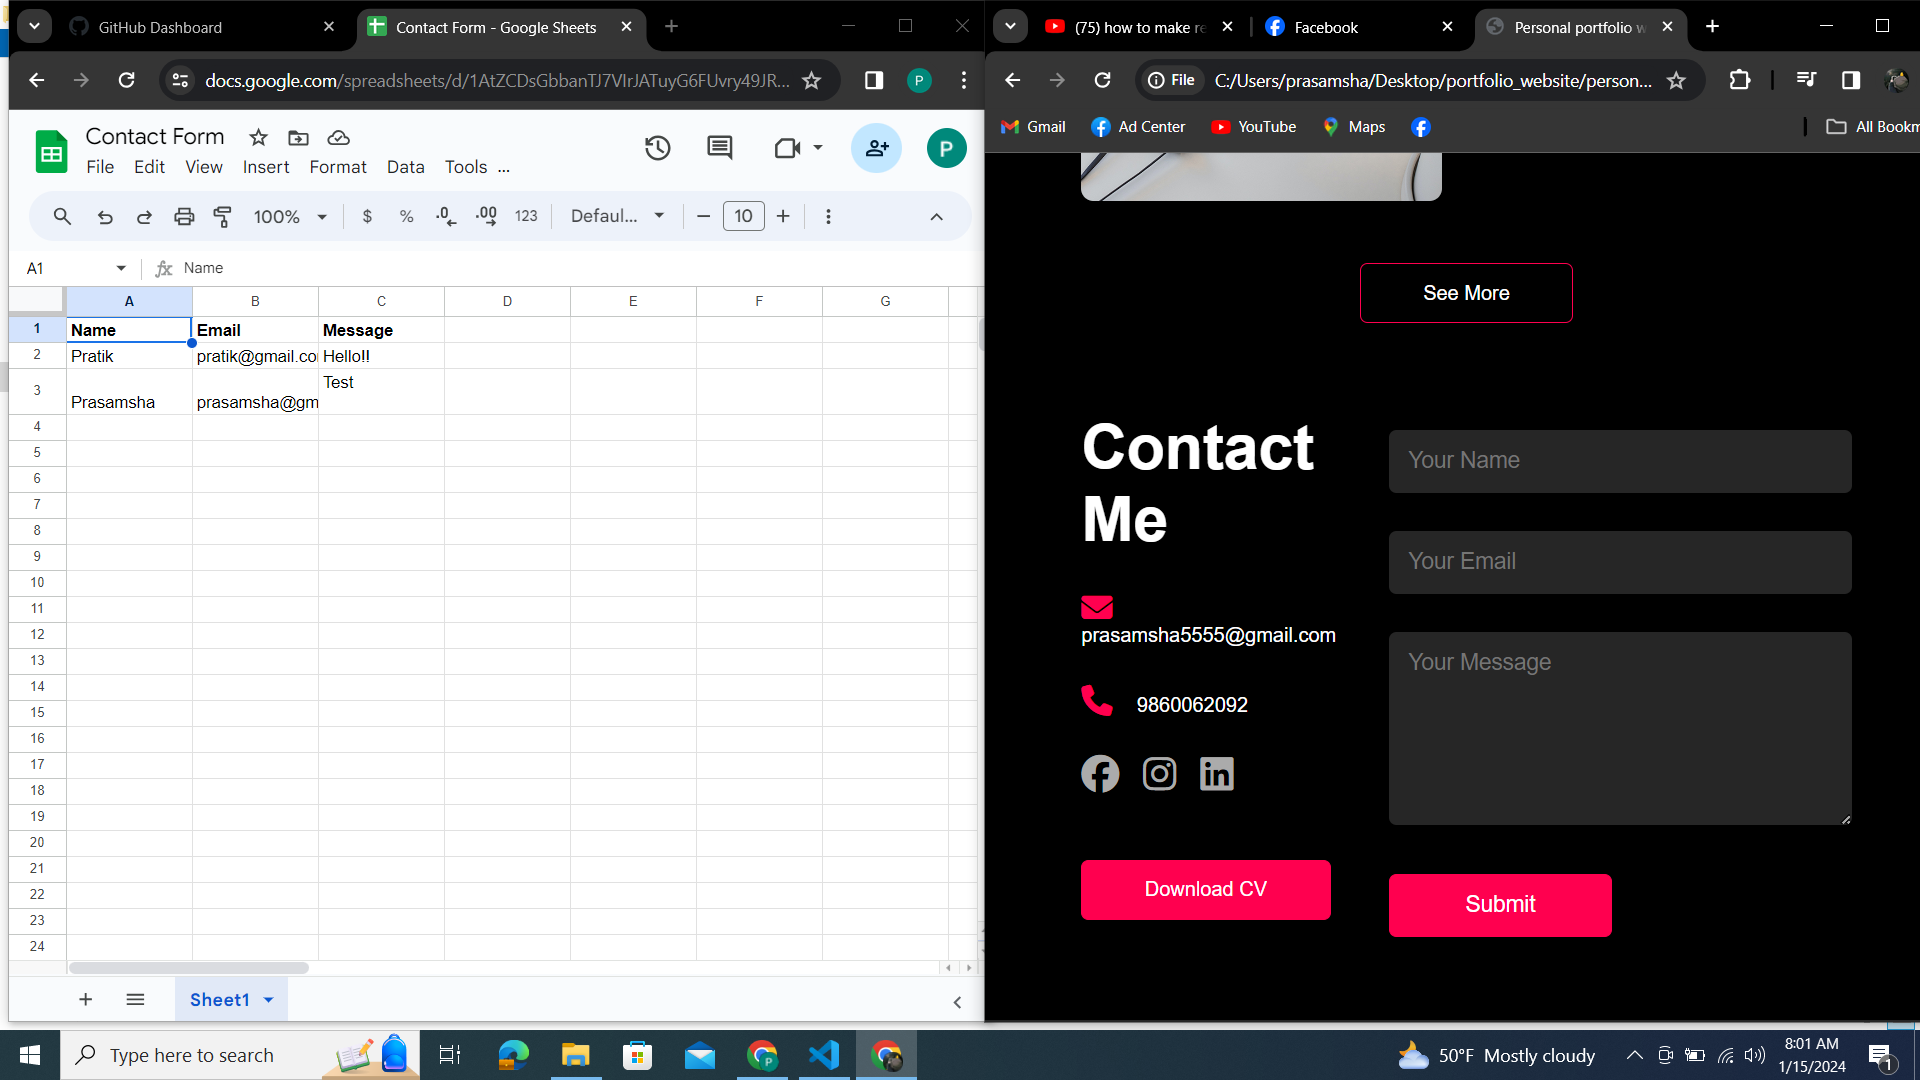 GitHub Dashboard
Contact Form - Google Sheets
docs.google.com/spreadsheets/d/1AtZCDsGbbanTJ7VIrJATuyG6FUvry49JR...
P
Contact Form
File Edit View Insert Format Data Tools ...
P
100% $ % .0 .00 123 Defaul... 10
A1 fx Name
A B C D E F G
1 Name Email Message
2 Pratik pratik@gmail.co Hello!!
3 Prasamsha prasamsha@gm Test
4
5
6
7
8
9
10
11
12
13
14
15
16
17
18
19
20
21
22
23
24
Sheet1
(75) how to make re
Facebook
Personal portfolio w
File C:/Users/prasamsha/Desktop/portfolio_website/person...
Gmail Ad Center YouTube Maps All Bookm
See More
Contact
Me
prasamsha5555@gmail.com
9860062092
Download CV
Your Name
Your Email
Your Message
Submit
Type here to search
P
50°F Mostly cloudy
8:01 AM
1/15/2024
1